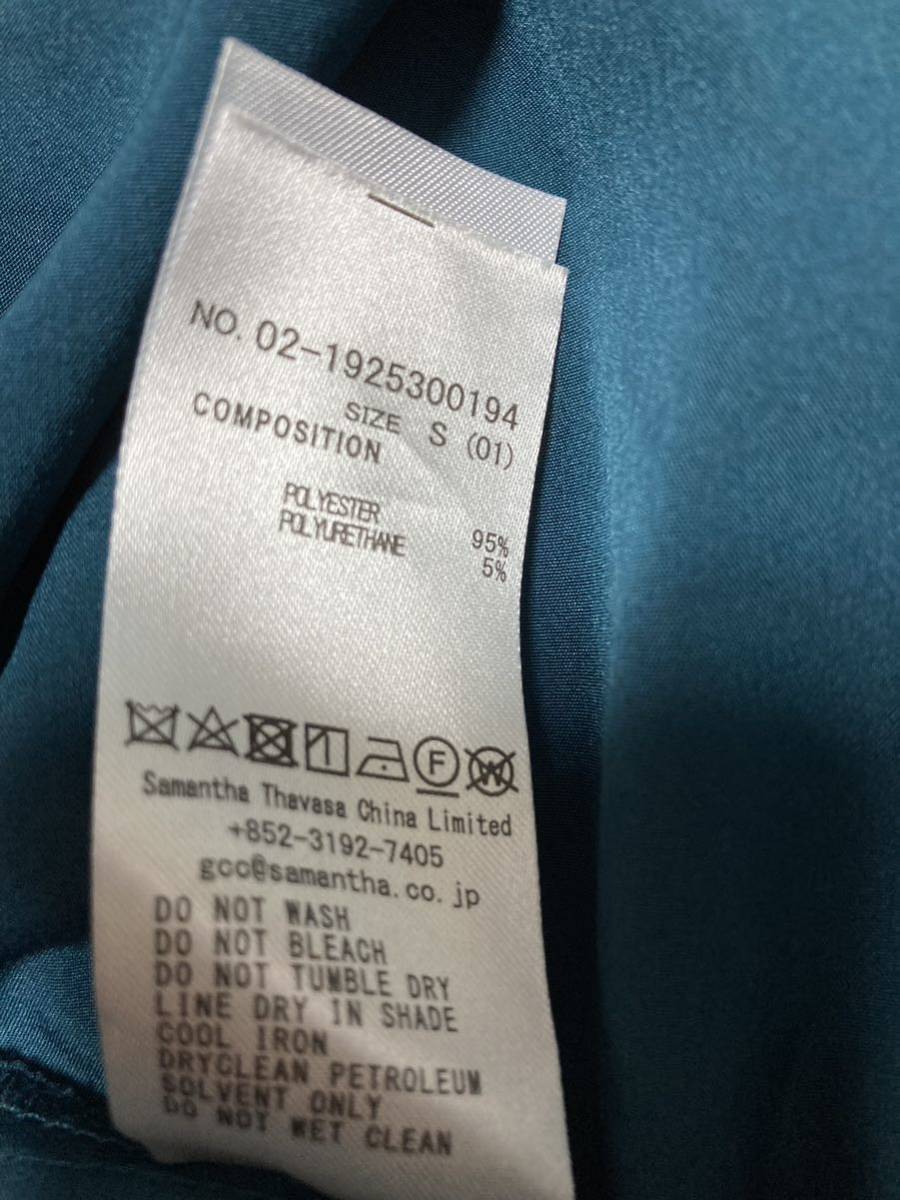 NO. 02-1925300194
SIZE S (01)
COMPOSITION
POLYESTER 95%
POLYURETHANE 5%
F W
Samantha Thavasa China Limited
+852-3192-7405
gcc@samantha.co.jp
DO NOT WASH
DO NOT BLEACH
DO NOT TUMBLE DRY
LINE DRY IN SHADE
COOL IRON
DRYCLEAN PETROLEUM
SOLVENT ONLY
DO NOT WET CLEAN